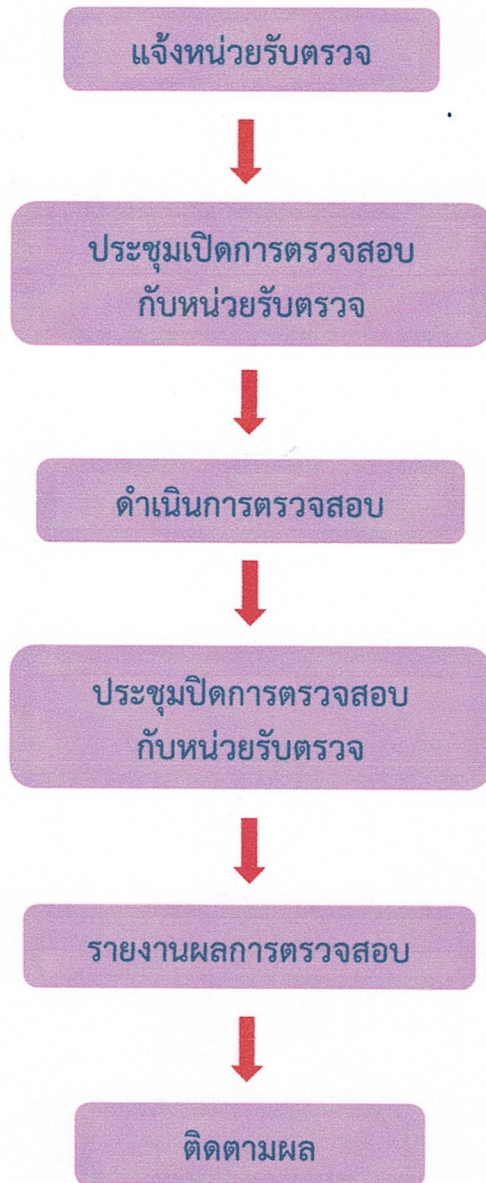 แจ้งหน่วยรับตรวจ
ประชุมเปิดการตรวจสอบ
กับหน่วยรับตรวจ
ดำเนินการตรวจสอบ
ประชุมปิดการตรวจสอบ
กับหน่วยรับตรวจ
รายงานผลการตรวจสอบ
ติดตามผล